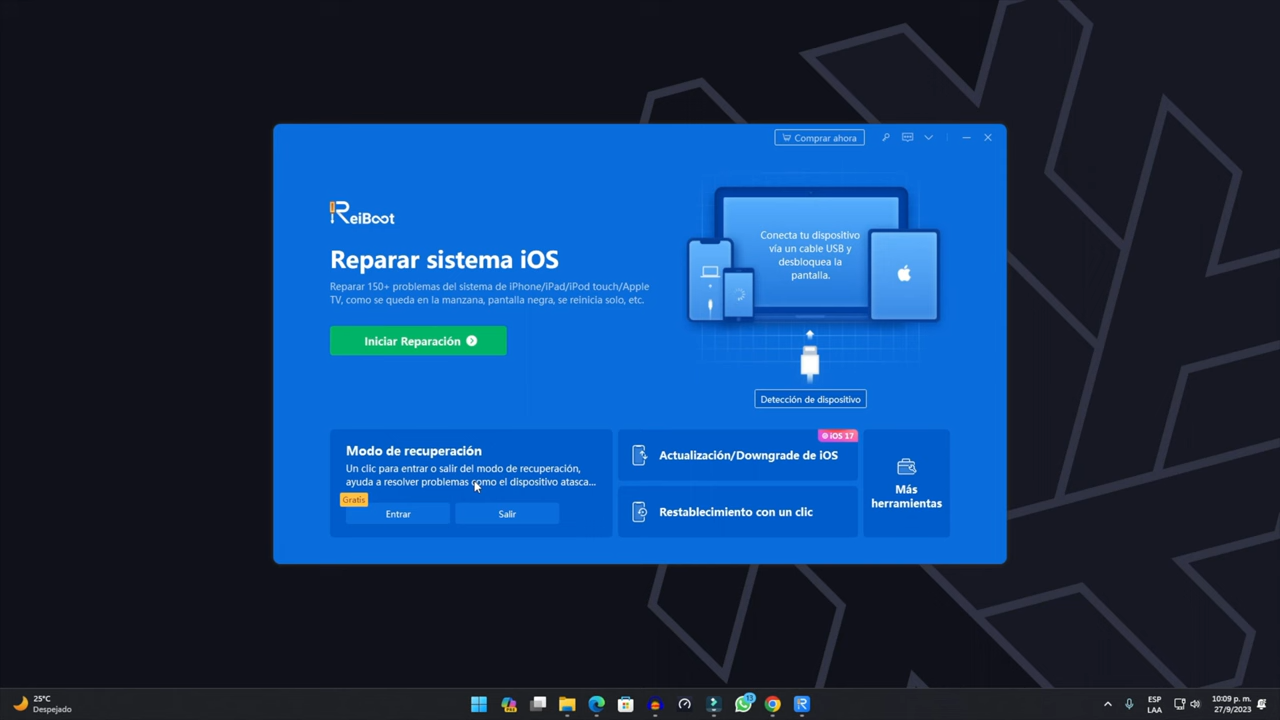 Comprar ahora
ReiBoot
Reparar sistema iOS
Reparar 150+ problemas del sistema de iPhone/iPad/iPod touch/Apple
TV, como se queda en la manzana, pantalla negra, se reinicia solo, etc.
Iniciar Reparación
Conecta tu dispositivo
vía un cable USB y
desbloquea la
pantalla.
Detección de dispositivo
Modo de recuperación
Un clic para entrar o salir del modo de recuperación,
ayuda a resolver problemas como el dispositivo atasca...
Gratis
Entrar
Salir
iOS 17
Actualización/Downgrade de iOS
Restablecimiento con un clic
Más
herramientas
25°C
Despejado
PRE
13
ESP
LAA
10:09 p. m.
27/9/2023